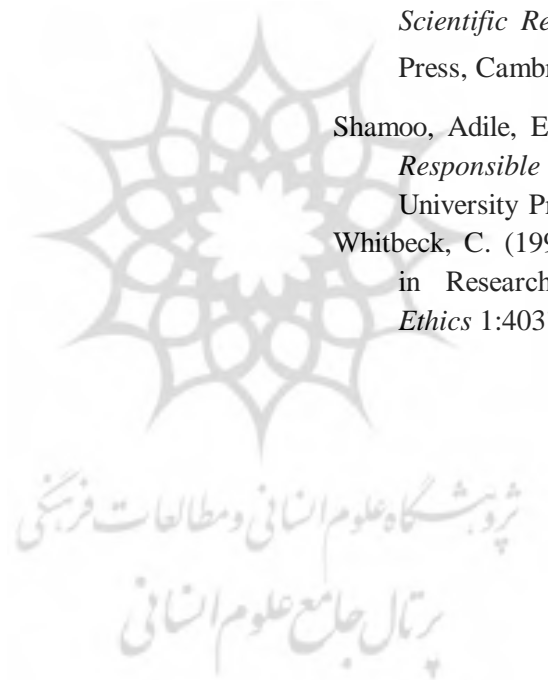 Scientific Re
Press, Cambr
Shamoo, Adile, E
Responsible
University Pr
Whitbeck, C. (199
in Research
Ethics 1:403
پژوهشگاه علوم انسانی و مطالعات فرهنگی
پرتال جامع علوم انسانی